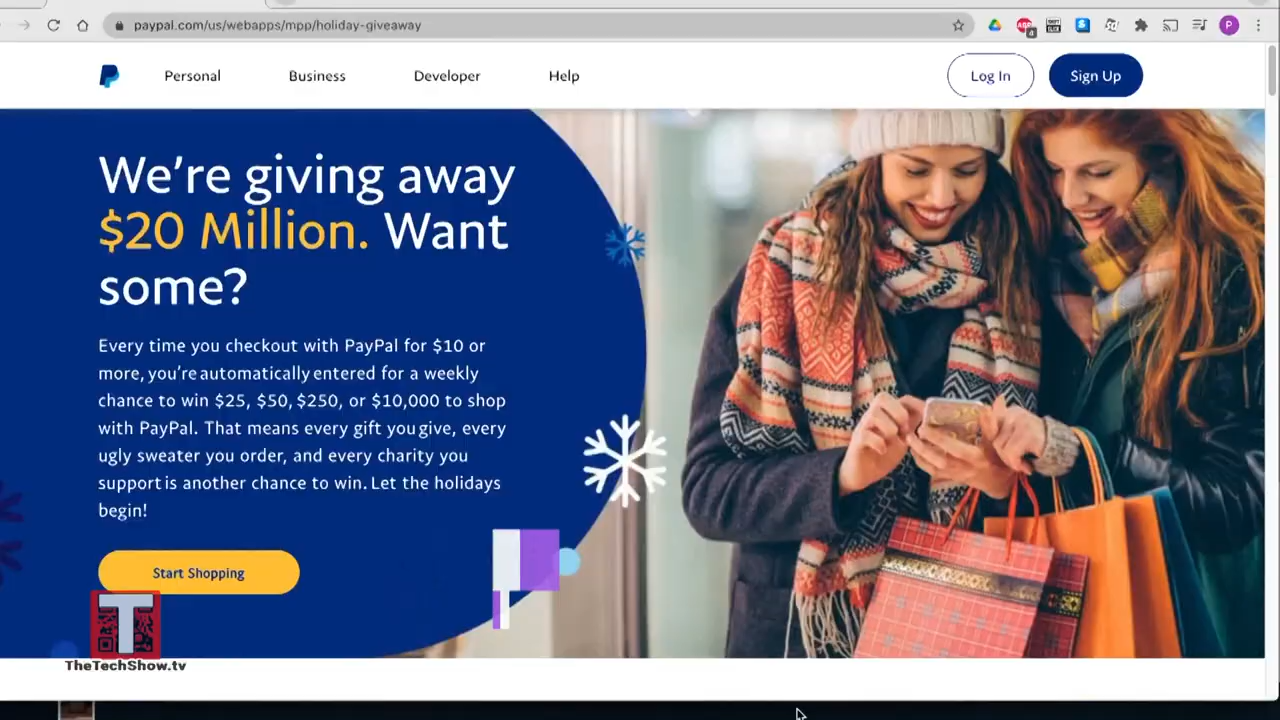 paypal.com/us/webapps/mpp/holiday-giveaway
Personal
Business
Developer
Help
Log In
Sign Up
We're giving away
$20 Million. Want
some?
Every time you checkout with PayPal for $10 or
more, you're automatically entered for a weekly
chance to win $25, $50, $250, or $10,000 to shop
with PayPal. That means every gift you give, every
ugly sweater you order, and every charity you
support is another chance to win. Let the holidays
begin!
Start Shopping
T
TheTechShow.tv